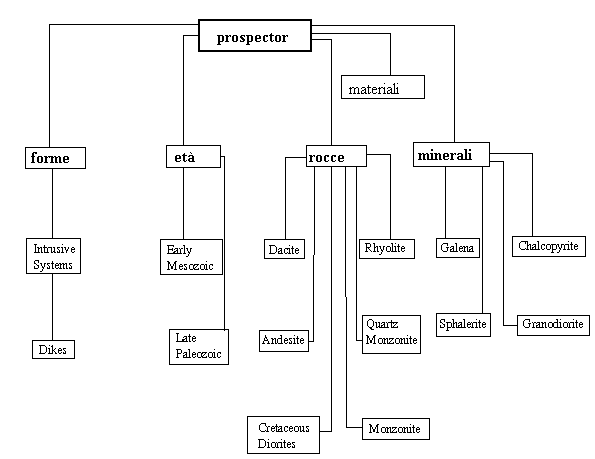 prospector
materiali
forme
età
rocce
minerali
Intrusive
Systems
Early
Mesozoic
Dacite
Rhyolite
Galena
Chalcopyrite
Dikes
Late
Paleozoic
Andesite
Quartz
Monzonite
Sphalerite
Granodiorite
Cretaceous
Diorites
Monzonite